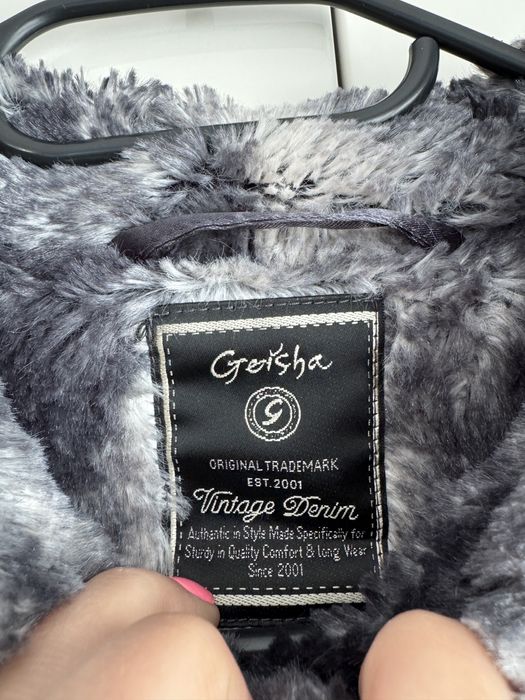 Geisha
G
ORIGINAL TRADEMARK
EST. 2001
Vintage Denim
Authentic in Style Made Specifically for
Sturdy in Quality Comfort & long Wear
Since 2001